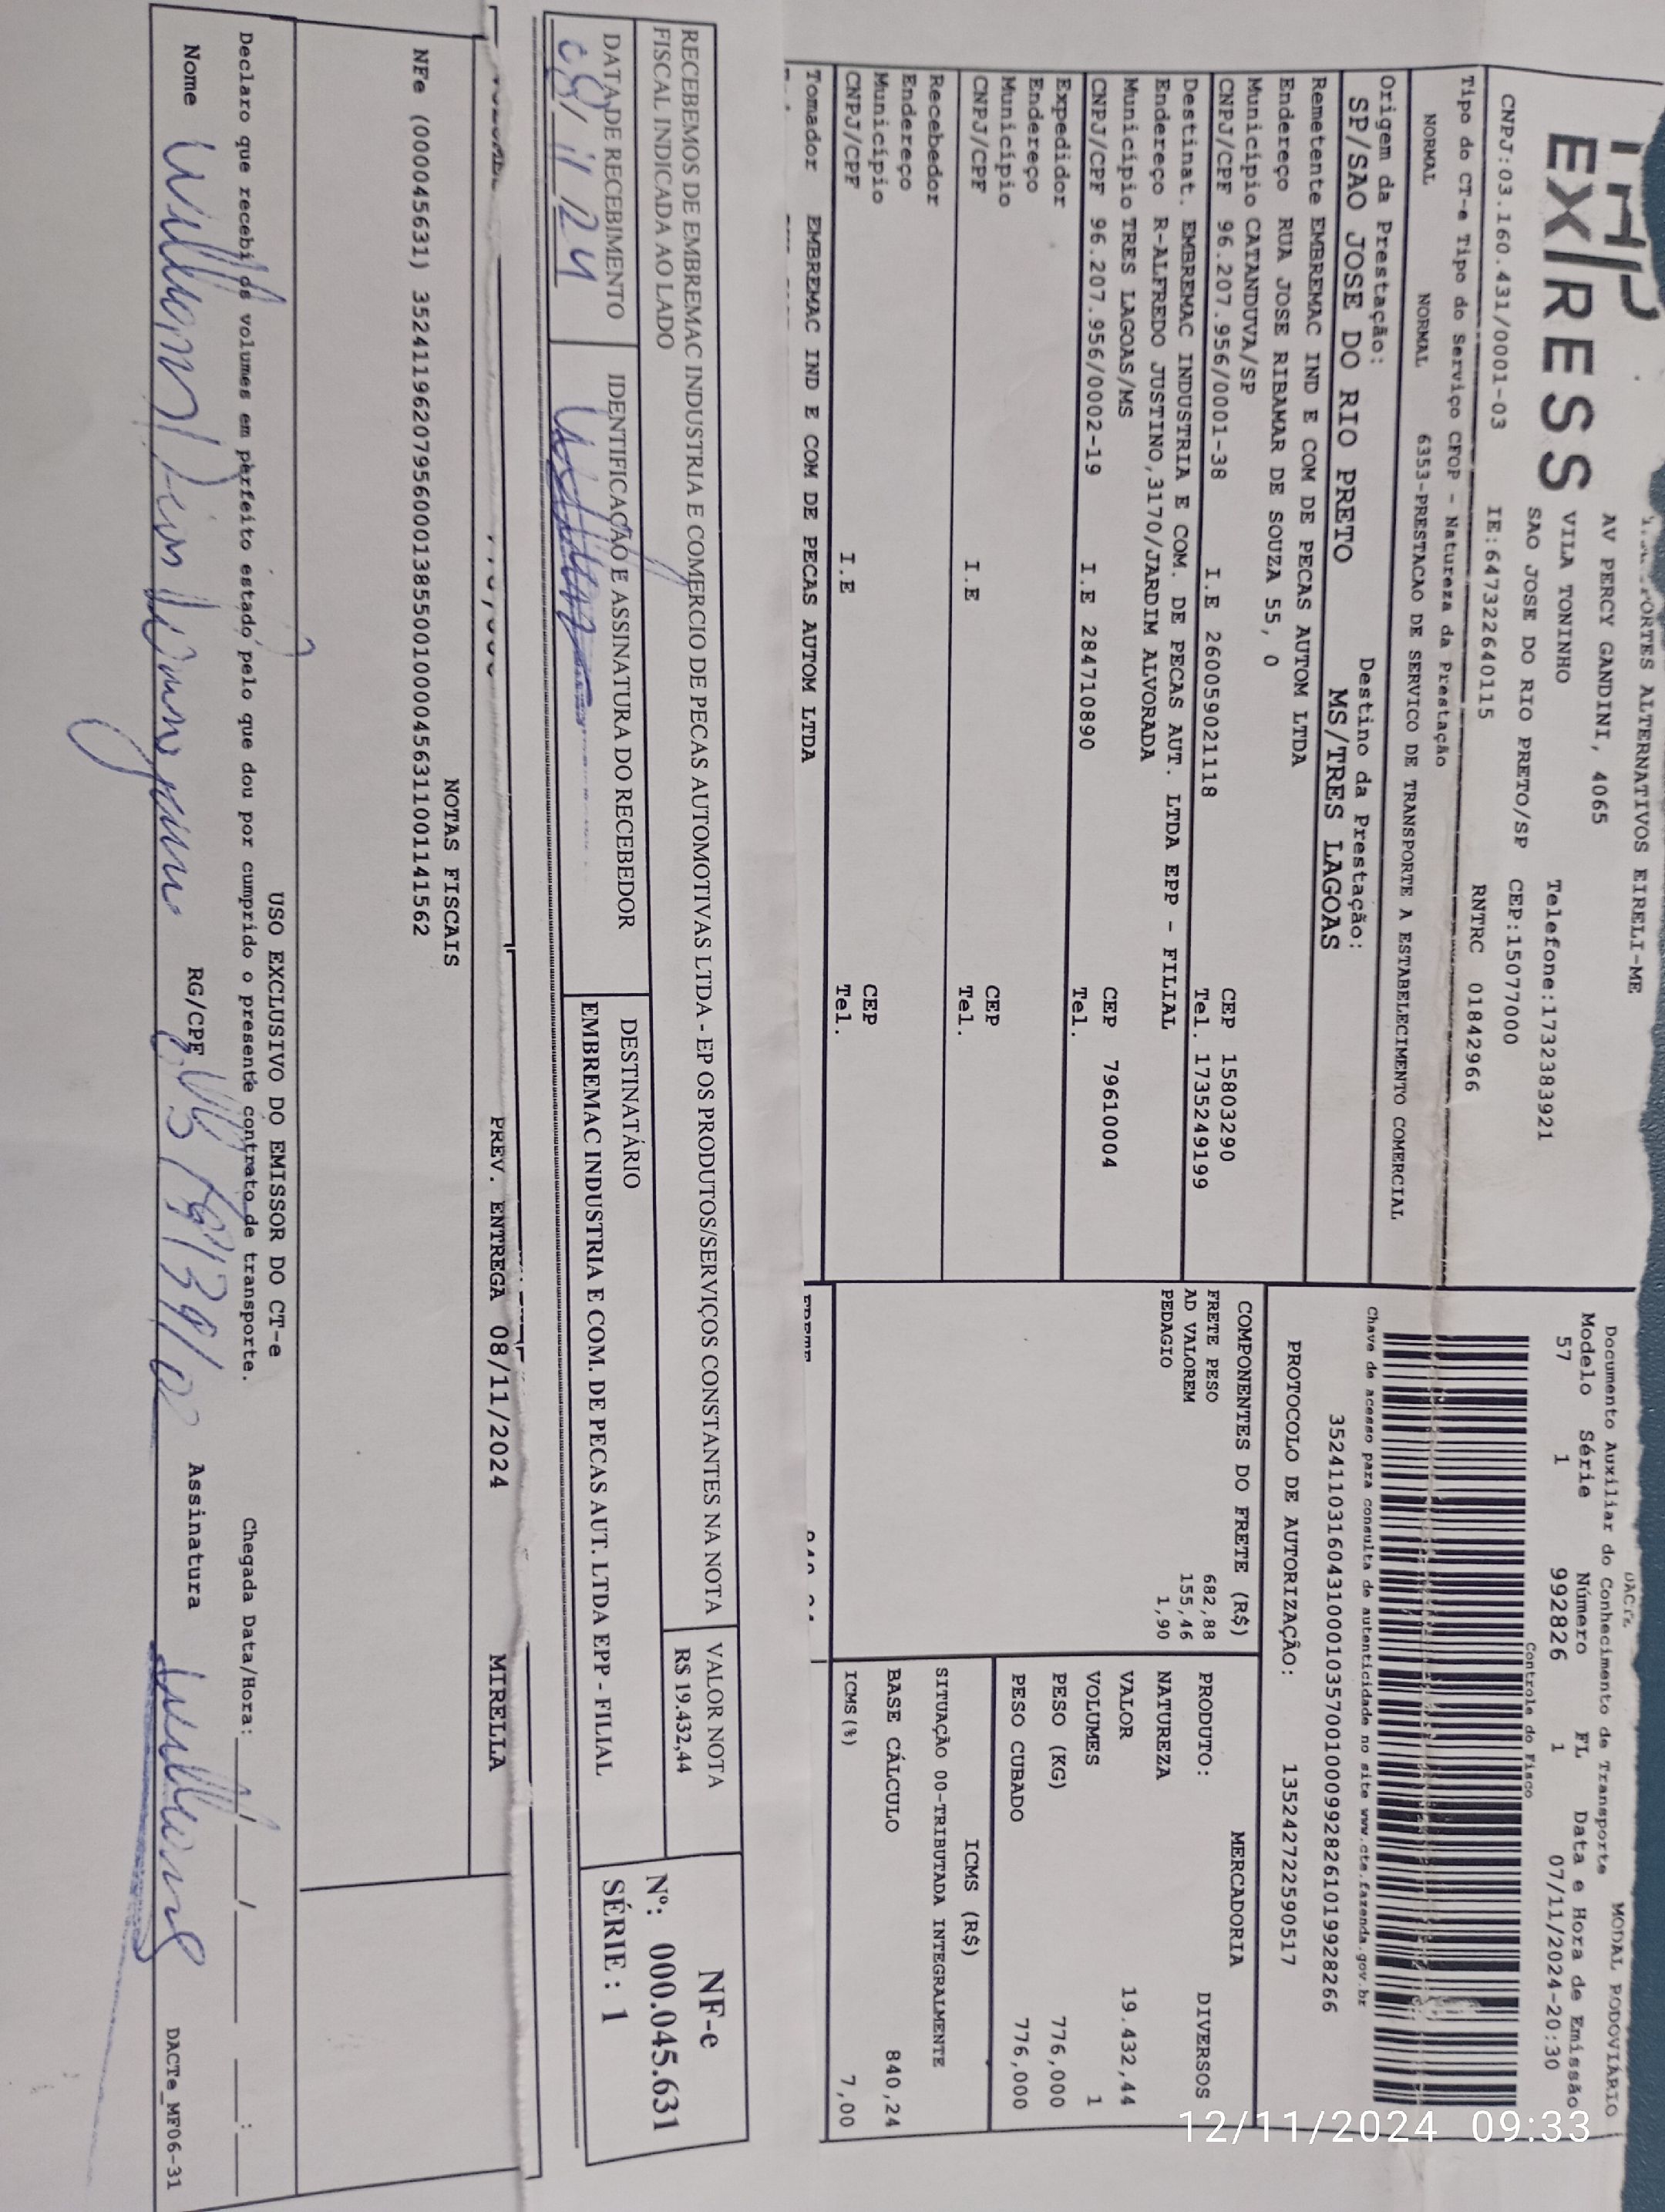 EX/RESS
TRANSPORTES ALTERNATIVOS EIRELI-ME
AV PERCY GANDINI, 4065
VILA TONINHO
Telefone:1732383921
SAO JOSE DO RIO PRETO/SP CEP:15077000
CNPJ:03.160.431/0001-03 IE:647322640115 RNTRC 01842966
Tipo do CT-e Tipo do Serviço CFOP - Natureza da Prestação
NORMAL NORMAL 6353-PRESTACAO DE SERVICO DE TRANSPORTE A ESTABELECIMENTO COMERCIAL
Origem da Prestação: Destino da Prestação:
SP/SAO JOSE DO RIO PRETO MS/TRES LAGOAS
Remetente EMBREMAC IND E COM DE PECAS AUTOM LTDA
Endereço RUA JOSE RIBAMAR DE SOUZA 55, 0
Município CATANDUVA/SP CEP 15803290
CNPJ/CPF 96.207.956/0001-38 I.E 260059021118 Tel. 1735249199
Destinat. EMBREMAC INDUSTRIA E COM. DE PECAS AUT. LTDA EPP - FILIAL
Endereço R-ALFREDO JUSTINO,3170/JARDIM ALVORADA
Município TRES LAGOAS/MS CEP 79610004
CNPJ/CPF 96.207.956/0002-19 I.E 284710890 Tel.
Expedidor
Endereço
Município CEP
CNPJ/CPF I.E Tel.
Recebedor
Endereço
Município CEP
CNPJ/CPF I.E Tel.
Tomador EMBREMAC IND E COM DE PECAS AUTOM LTDA
MODAL RODOVIÁRIO
Documento Auxiliar do Conhecimento de Transporte
Modelo Série Número FL Data e Hora de Emissão
57 1 992826 1 07/11/2024-20:30
Controle do Fisco
Chave de acesso para consulta de autenticidade no site www.cte.fazenda.gov.br
35241103160431000103570010009928261019928266
PROTOCOLO DE AUTORIZAÇÃO: 135242722590517
COMPONENTES DO FRETE (R$)
FRETE PESO 682,88
AD VALOREM 155,46
PEDAGIO 1,90
MERCADORIA
PRODUTO: DIVERSOS
NATUREZA
VALOR 19.432,44
VOLUMES 1
PESO (KG) 776,000
PESO CUBADO 776,000
ICMS (R$)
SITUAÇÃO 00-TRIBUTADA INTEGRALMENTE
BASE CÁLCULO 840,24
ICMS(%) 7,00
12/11/2024 09:33
RECEBEMOS DE EMBREMAC INDUSTRIA E COMERCIO DE PECAS AUTOMOTIVAS LTDA - EP OS PRODUTOS/SERVIÇOS CONSTANTES NA NOTA
FISCAL INDICADA AO LADO
VALOR NOTA
RS 19.432,44
DATA DE RECEBIMENTO
08/11/24
IDENTIFICAÇÃO E ASSINATURA DO RECEBEDOR
DESTINATÁRIO
EMBREMAC INDUSTRIA E COM. DE PECAS AUT. LTDA EPP - FILIAL
NF-e
Nº: 000.045.631
SÉRIE : 1
PREV. ENTREGA 08/11/2024 MIRELLA
NOTAS FISCAIS
NFe (000045631) 35241196207956000138550010000456311001141562
USO EXCLUSIVO DO EMISSOR DO CT-e
Declaro que recebi os volumes em perfeito estado pelo que dou por cumprido o presente contrato de transporte. Chegada Data/Hora: ___/___/_____ ___:___
Nome RG/CPF Assinatura
DACTe_MF06-31